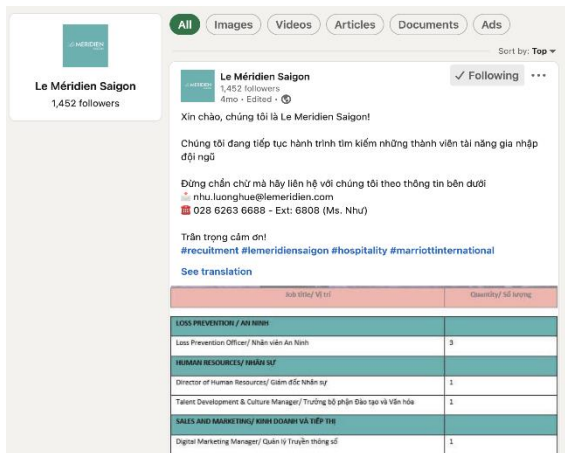 LE MERIDIEN
Le Méridien Saigon
1,452 followers
All
Images
Videos
Articles
Documents
Ads
Sort by: Top
LE MERIDIEN
Le Méridien Saigon
1,452 followers
4mo • Edited •
✓ Following
Xin chào, chúng tôi là Le Meridien Saigon!
Chúng tôi đang tiếp tục hành trình tìm kiếm những thành viên tài năng gia nhập
đội ngũ
Đừng chần chừ mà hãy liên hệ với chúng tôi theo thông tin bên dưới
📩 nhu.luonghue@lemeridien.com
☎️ 028 6263 6688 - Ext: 6808 (Ms. Như)
Trân trọng cảm ơn!
#recuitment #lemeridiensaigon #hospitality #marriottinternational
See translation
Job title/ Vị trí
Quantity/ Số lượng
LOSS PREVENTION / AN NINH
Loss Prevention Officer/ Nhân viên An Ninh 3
HUMAN RESOURCES/ NHÂN SỰ
Director of Human Resources/ Giám đốc Nhân sự 1
Talent Development & Culture Manager/ Trưởng bộ phận Đào tạo và Văn hóa 1
SALES AND MARKETING/ KINH DOANH VÀ TIẾP THỊ
Digital Marketing Manager/ Quản lý Truyền thông số 1